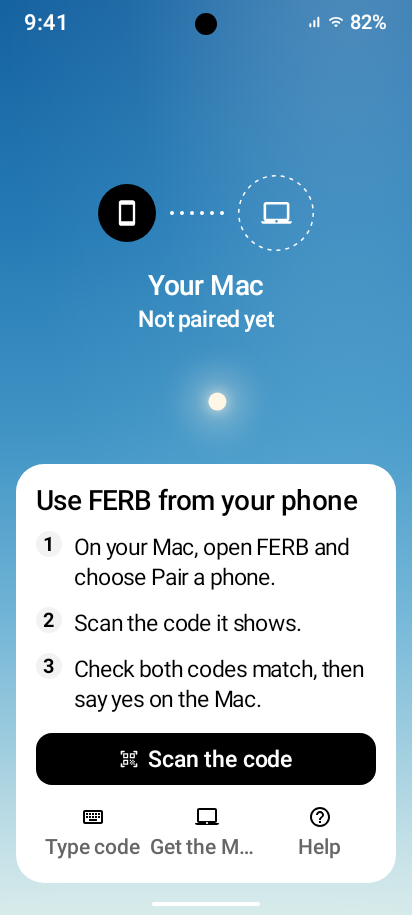 9:41
82%
Your Mac
Not paired yet
Use FERB from your phone
1 On your Mac, open FERB and
choose Pair a phone.
2 Scan the code it shows.
3 Check both codes match, then
say yes on the Mac.
Scan the code
Type code
Get the M...
Help